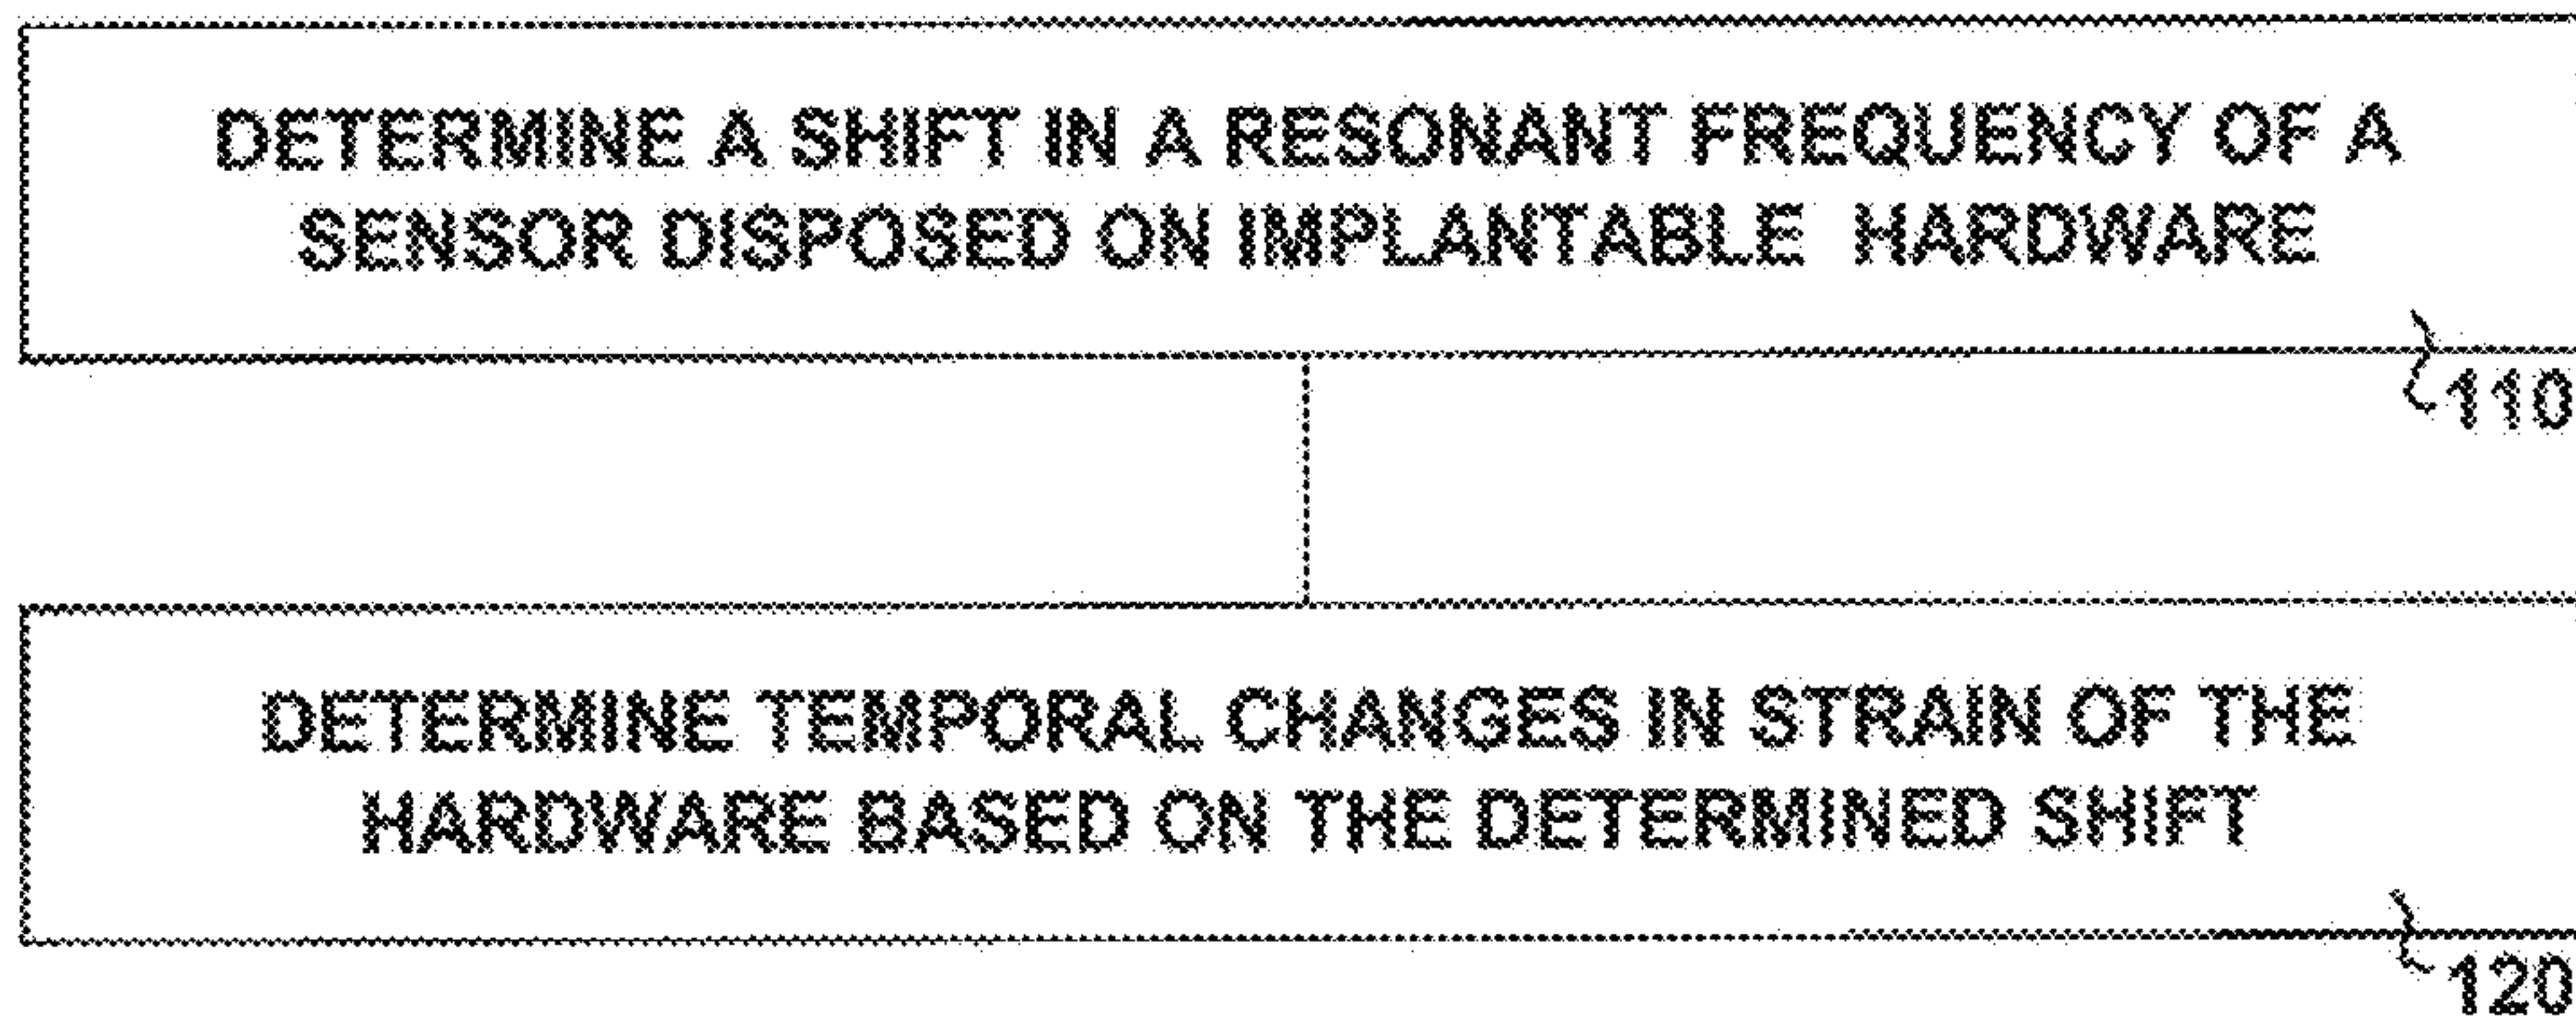 DETERMINE A SHIFT IN A RESONANT FREQUENCY OF A
SENSOR DISPOSED ON IMPLANTABLE HARDWARE
110
DETERMINE TEMPORAL CHANGES IN STRAIN OF THE
HARDWARE BASED ON THE DETERMINED SHIFT
120